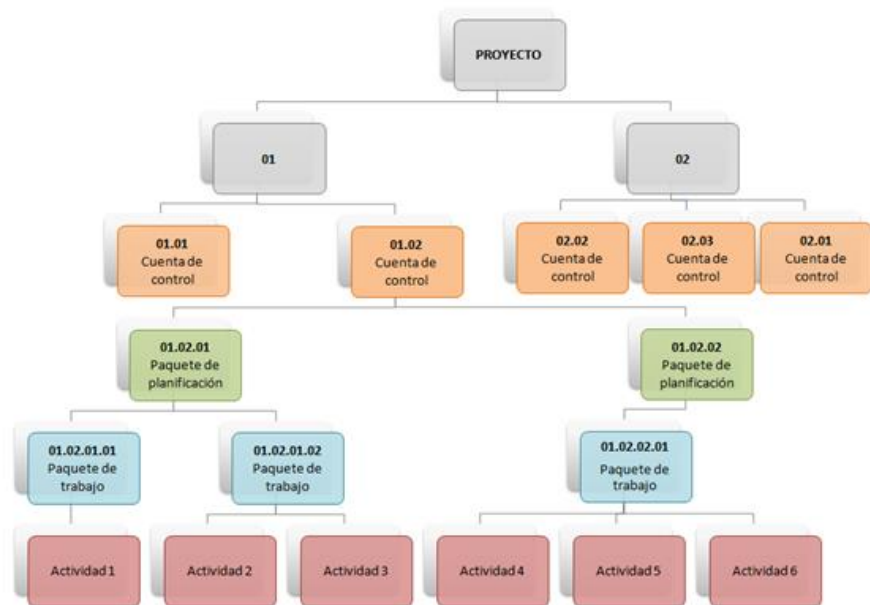 PROYECTO
01
02
01.01
Cuenta de
control
01.02
Cuenta de
control
02.02
Cuenta de
control
02.03
Cuenta de
control
02.01
Cuenta de
control
01.02.01
Paquete de
planificación
01.02.02
Paquete de
planificación
01.02.01.01
Paquete de
trabajo
01.02.01.02
Paquete de
trabajo
01.02.02.01
Paquete de
trabajo
Actividad 1
Actividad 2
Actividad 3
Actividad 4
Actividad 5
Actividad 6